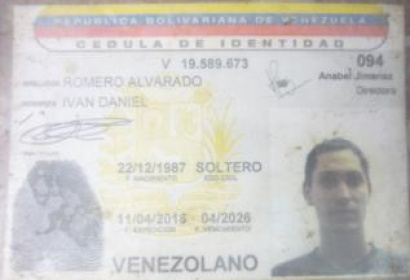 REPUBLICA BOLIVARIANA DE VENEZUELA
CEDULA DE IDENTIDAD
V 19.589.673 094
APELLIDOS ROMERO ALVARADO Anabel Jimenez
NOMBRES IVAN DANIEL Directora
22/12/1987 SOLTERO
F. NACIMIENTO EDO CIVIL
11/04/2016 04/2026
F. EXPEDICION F. VENCIMIENTO
VENEZOLANO